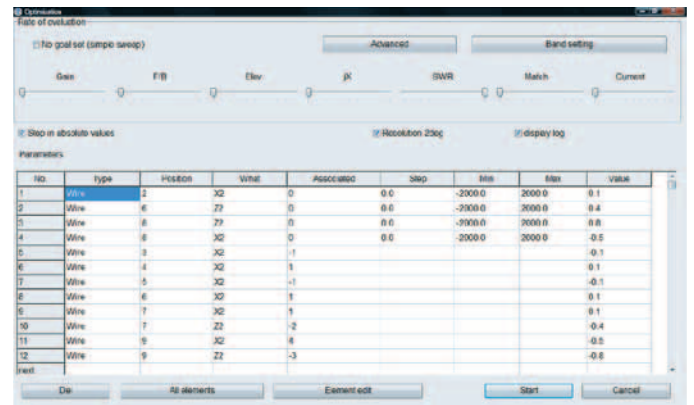 Optimisation
Rate of evaluation
No goal set (simple sweep)
Advanced
Band setting
Gain F/B Elev jX SWR Match Current
Step in absolute values
Resolution 2deg
display log
Parameters
No. Type Position What Associated Step Min Max Value
1 Wire 2 X2 0 0.0 -2000.0 2000.0 0.1
2 Wire 6 Z2 0 0.0 -2000.0 2000.0 0.4
3 Wire 8 Z2 0 0.0 -2000.0 2000.0 0.8
4 Wire 8 X2 0 0.0 -2000.0 2000.0 -0.5
5 Wire 3 X2 -1 -0.1
6 Wire 4 X2 1 0.1
7 Wire 5 X2 -1 -0.1
8 Wire 6 X2 1 0.1
9 Wire 7 X2 1 0.1
10 Wire 7 Z2 -2 -0.4
11 Wire 9 X2 4 -0.5
12 Wire 9 Z2 -3 -0.8
next
Del
All elements
Element edit
Start
Cancel